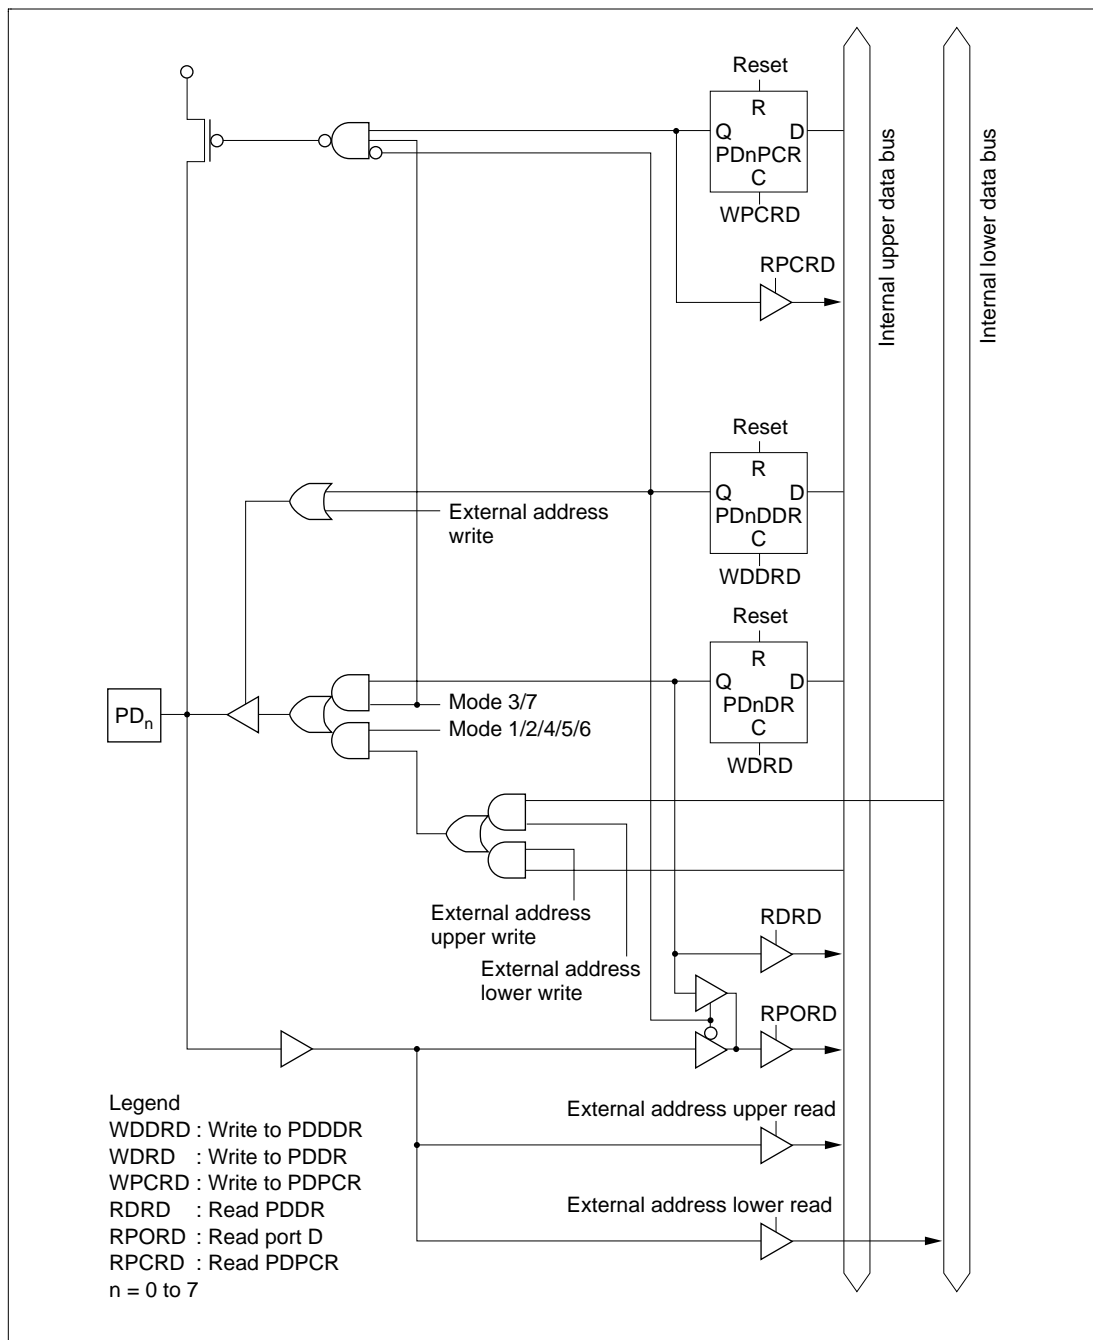 Reset
R
Q D
PDnPCR
C
WPCRD
RPCRD
Internal upper data bus
Internal lower data bus
Reset
R
Q D
PDnDDR
C
WDDRD
External address
write
Reset
R
Q D
PDnDR
C
WDRD
PDn
Mode 3/7
Mode 1/2/4/5/6
External address
upper write
External address
lower write
RDRD
RPORD
External address upper read
External address lower read
Legend
WDDRD : Write to PDDDR
WDRD : Write to PDDR
WPCRD : Write to PDPCR
RDRD : Read PDDR
RPORD : Read port D
RPCRD : Read PDPCR
n = 0 to 7